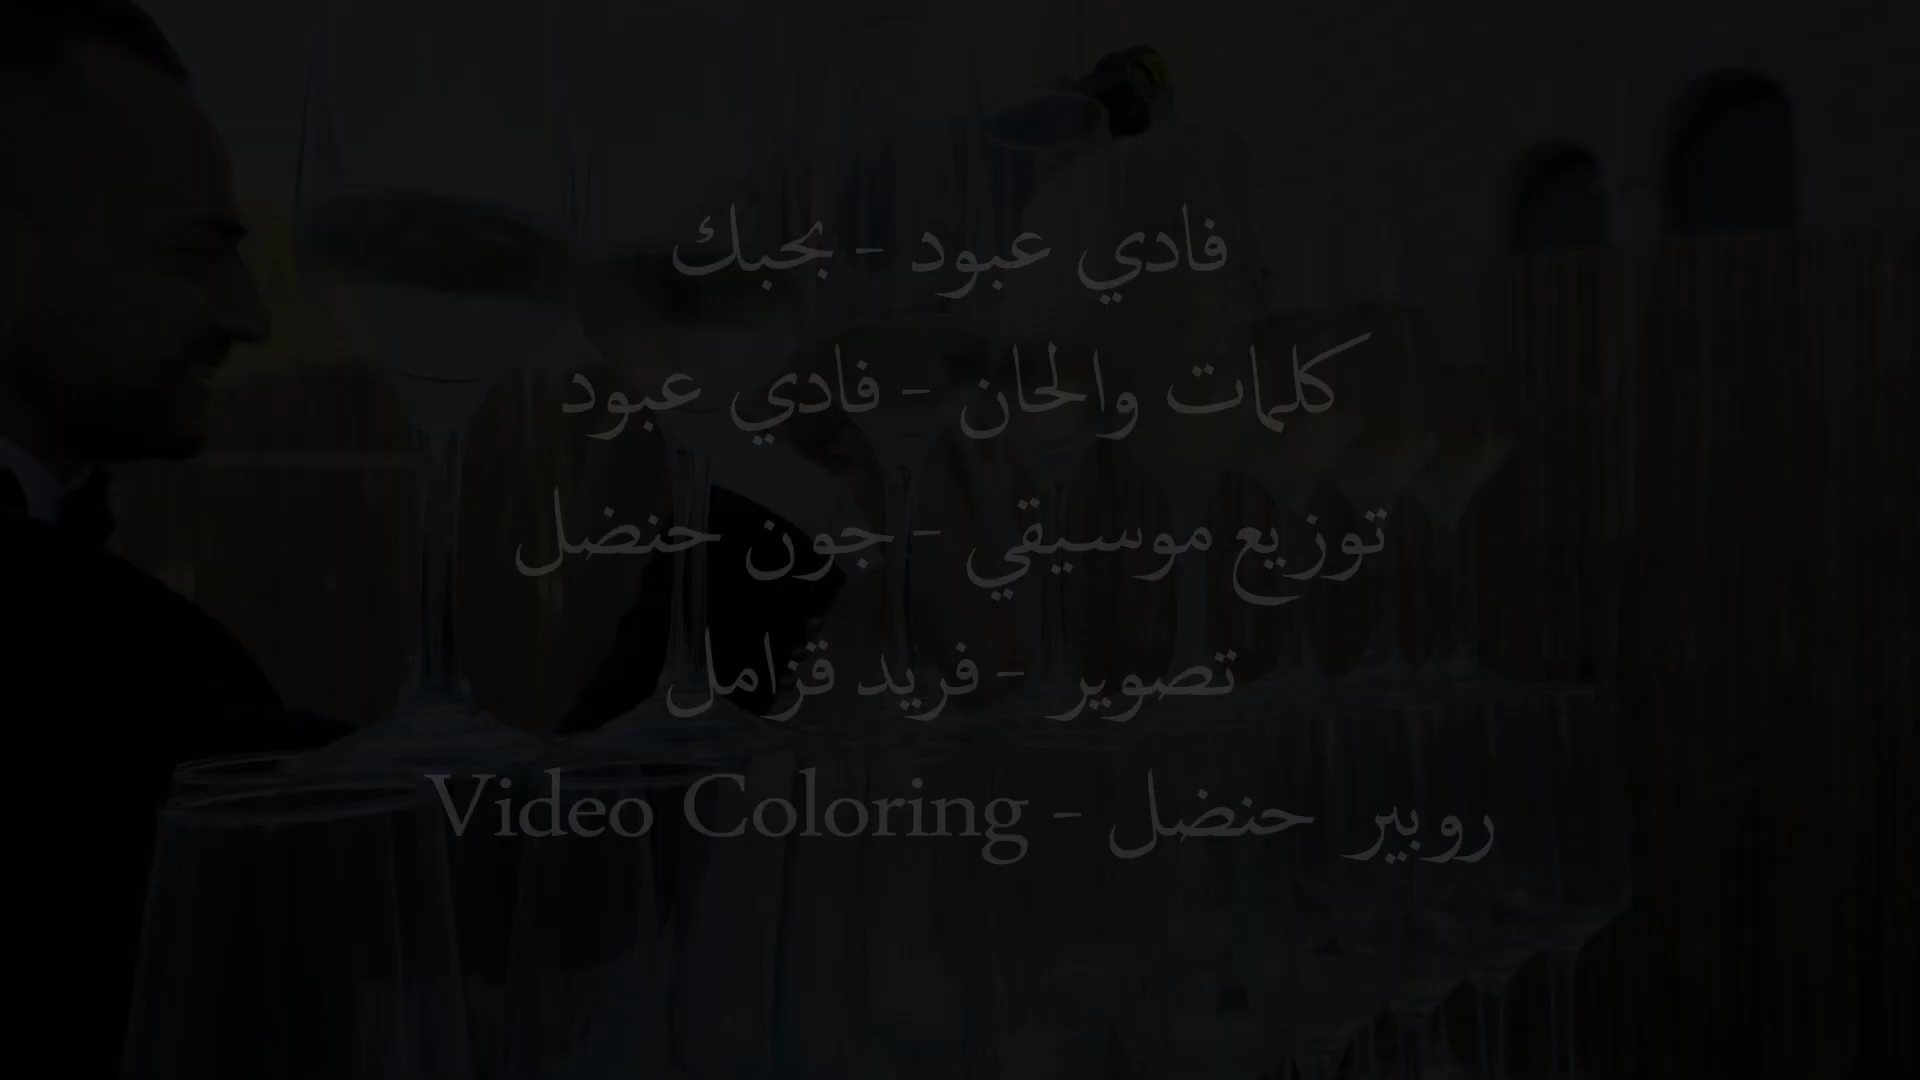 فادي عبود - بحبك
كلمات والحان - فادي عبود
توزيع موسيقي - جون حنضل
تصوير - فريد قزامل
روبير حنضل - Video Coloring